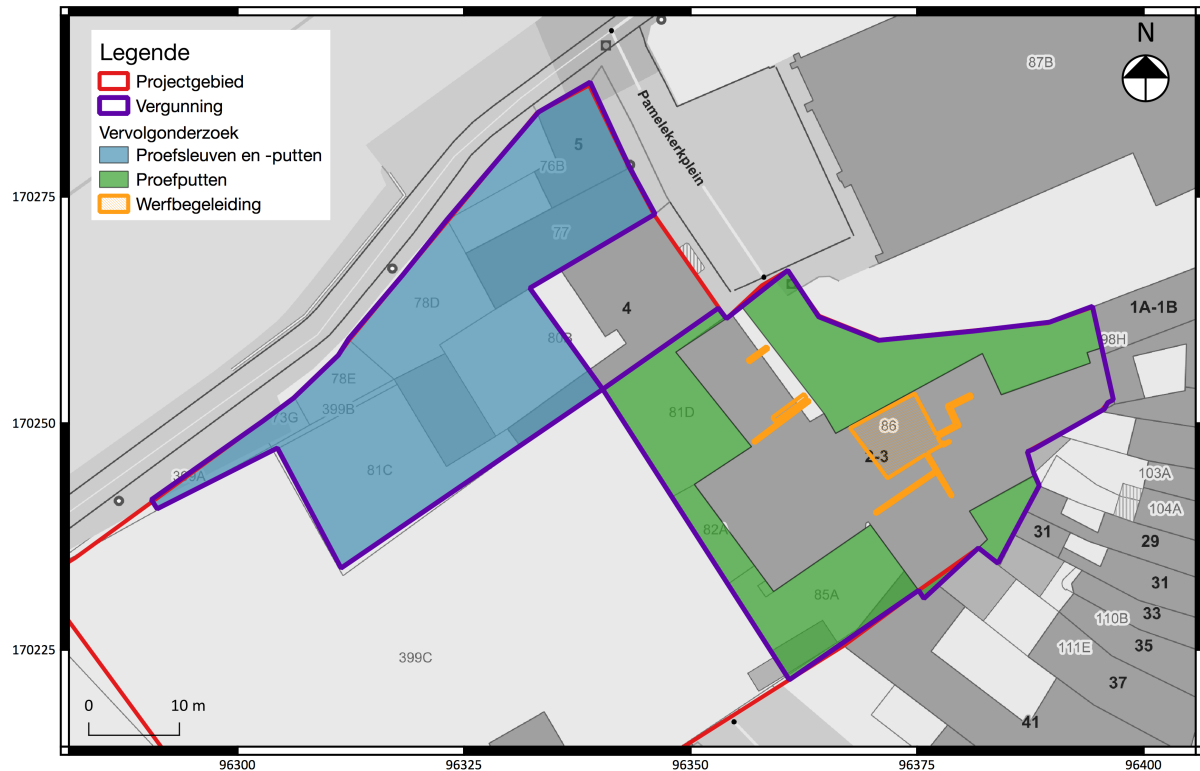 Legende
Projectgebied
Vergunning
Vervolgonderzoek
Proefsleuven en -putten
Proefputten
Werfbegeleiding
N
87B
Pamelekerkplein
5
76B
77
170275
78D
4
1A-1B
80B
98H
78E
399B
73G
81D
170250
86
2-3
81C
399A
103A
104A
82A
31
29
31
85A
110B
33
111E
35
170225
399C
37
0
10 m
41
96300
96325
96350
96375
96400